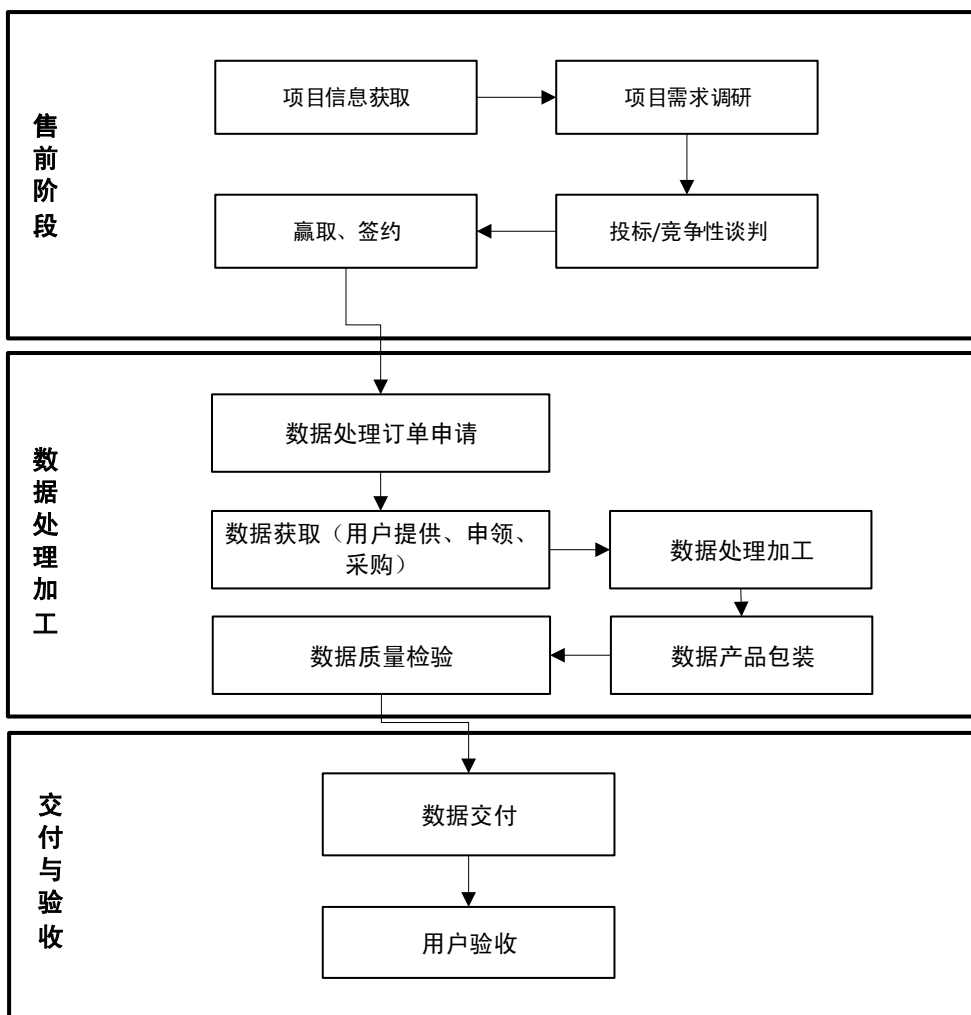 售前阶段
项目信息获取
项目需求调研
投标/竞争性谈判
赢取、签约
数据处理加工
数据处理订单申请
数据获取（用户提供、申领、
采购）
数据处理加工
数据产品包装
数据质量检验
交付与验收
数据交付
用户验收